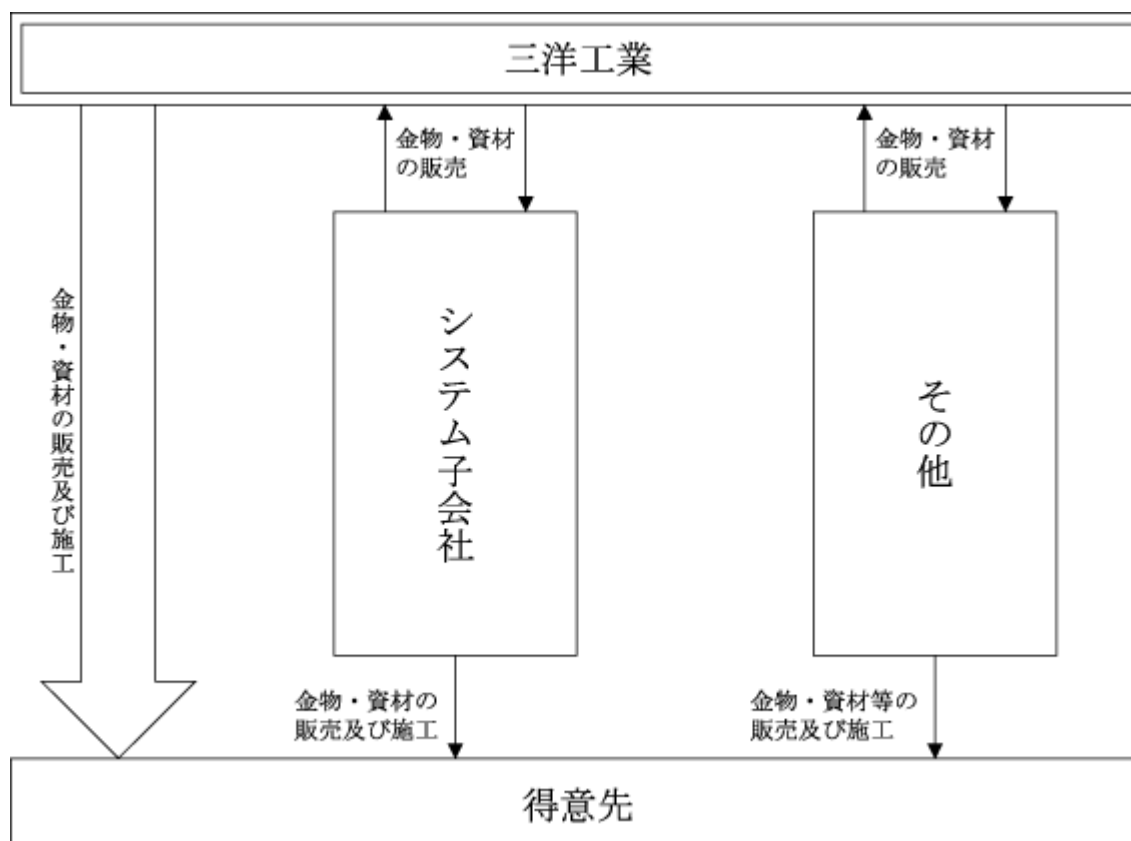 三洋工業
金物・資材
の販売
金物・資材
の販売
金物・資材の販売及び施工
システム子会社
その他
金物・資材の
販売及び施工
金物・資材等の
販売及び施工
得意先